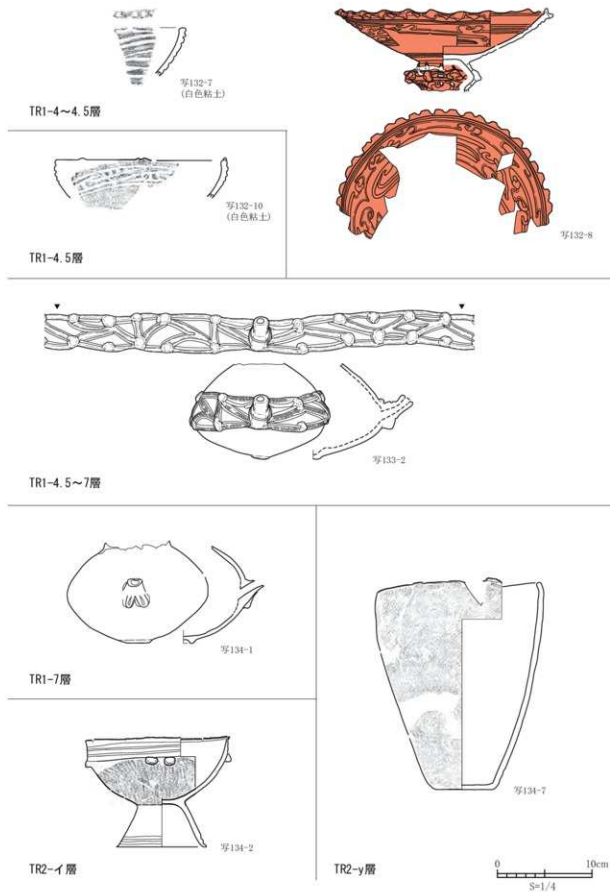 写132-7
(白色粘土)
TR1-4～4.5層
写132-10
(白色粘土)
TR1-4.5層
写132-8
写133-2
TR1-4.5～7層
写134-1
TR1-7層
写134-2
TR2-イ層
写134-7
TR2-y層
0
10cm
S=1/4